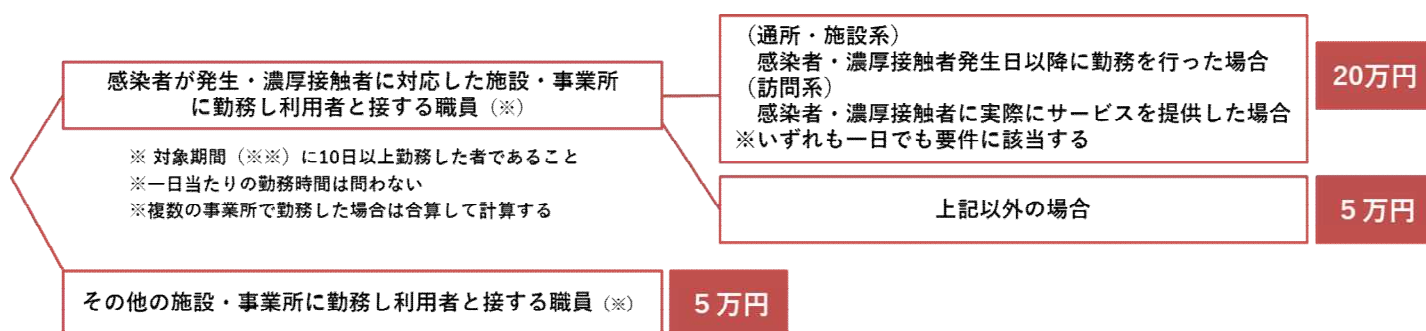 感染者が発生・濃厚接触者に対応した施設・事業所
に勤務し利用者と接する職員（※）
※ 対象期間（※※）に10日以上勤務した者であること
※一日当たりの勤務時間は問わない
※複数の事業所で勤務した場合は合算して計算する
（通所・施設系）
感染者・濃厚接触者発生日以降に勤務を行った場合
（訪問系）
感染者・濃厚接触者に実際にサービスを提供した場合
※いずれも一日でも要件に該当する
20万円
上記以外の場合
５万円
その他の施設・事業所に勤務し利用者と接する職員（※）
５万円